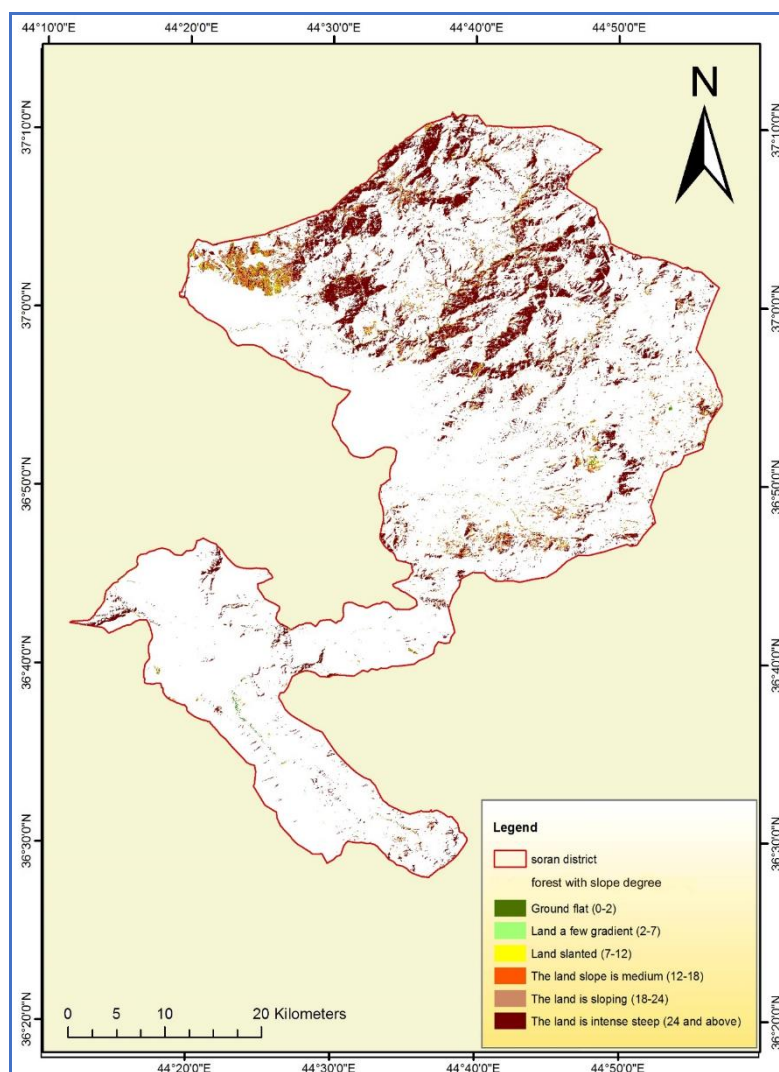 44°10'0"E 44°20'0"E 44°30'0"E 44°40'0"E 44°50'0"E
N
37°10'0"N 37°10'0"N
37°0'0"N 37°0'0"N
36°50'0"N 36°50'0"N
36°40'0"N 36°40'0"N
36°30'0"N 36°30'0"N
36°20'0"N 36°20'0"N
Legend
soran district
forest with slope degree
Ground flat (0-2)
Land a few gradient (2-7)
Land slanted (7-12)
The land slope is medium (12-18)
The land is sloping (18-24)
The land is intense steep (24 and above)
0 5 10 20 Kilometers
44°20'0"E 44°30'0"E 44°40'0"E 44°50'0"E